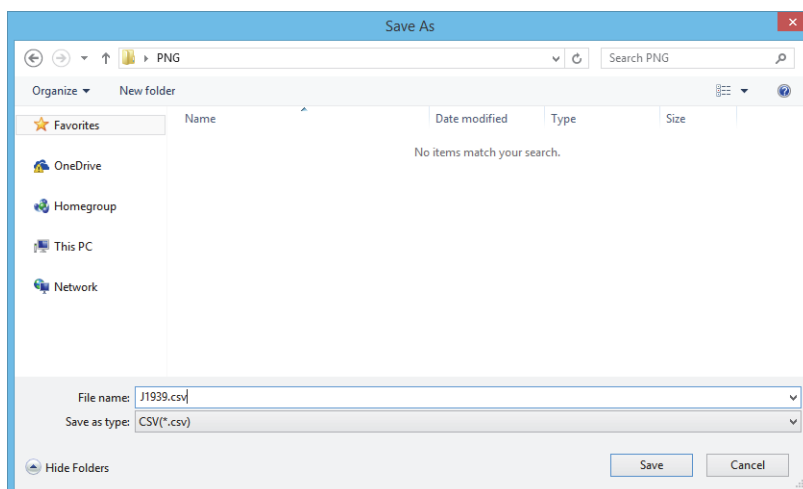 Save As
PNG
Search PNG
Organize New folder
Name Date modified Type Size
No items match your search.
Favorites
OneDrive
Homegroup
This PC
Network
File name: J1939.csv
Save as type: CSV(*.csv)
Hide Folders Save Cancel